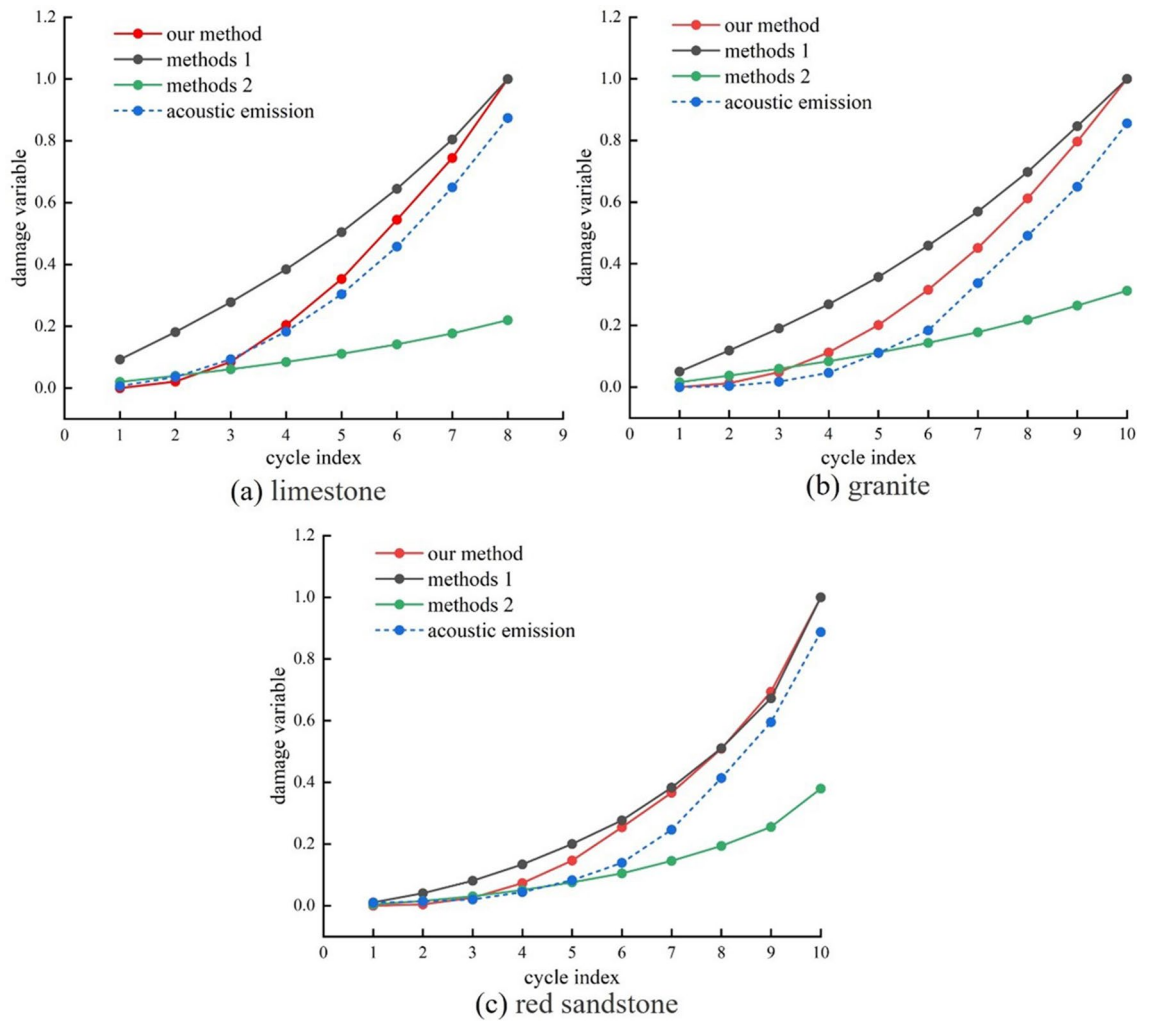 1.2
1.0
0.8
0.6
0.4
0.2
0.0
damage variable
our method
methods 1
methods 2
acoustic emission
0 1 2 3 4 5 6 7 8 9
cycle index
(a) limestone
1.2
1.0
0.8
0.6
0.4
0.2
0.0
damage variable
our method
methods 1
methods 2
acoustic emission
0 1 2 3 4 5 6 7 8 9 10
cycle index
(b) granite
1.2
1.0
0.8
0.6
0.4
0.2
0.0
damage variable
our method
methods 1
methods 2
acoustic emission
0 1 2 3 4 5 6 7 8 9 10
cycle index
(c) red sandstone